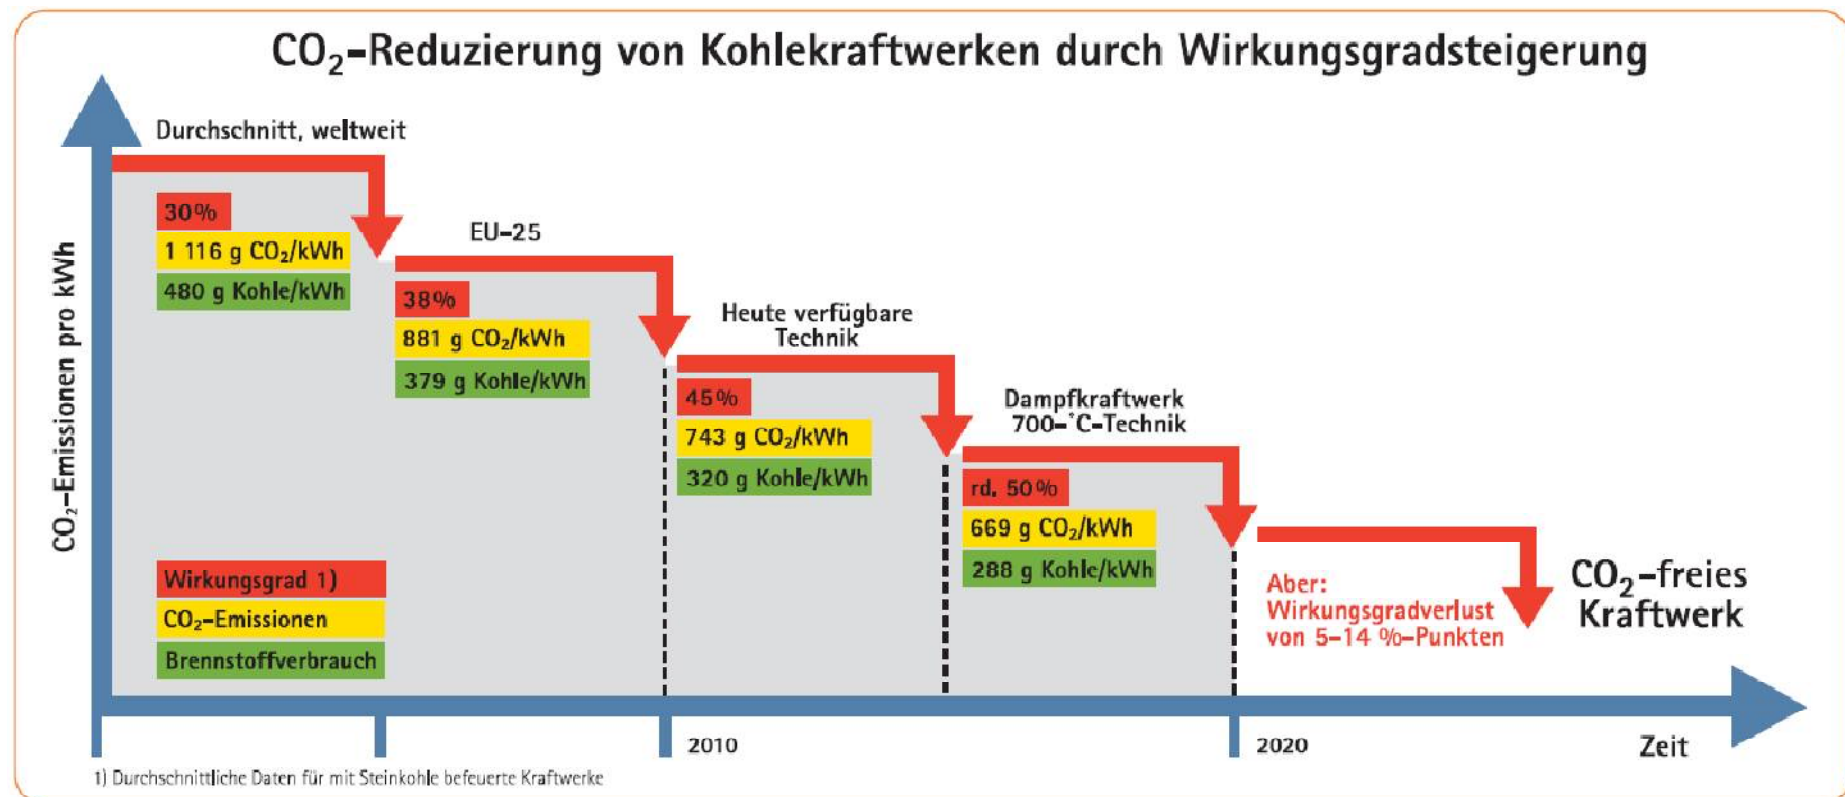 CO₂-Reduzierung von Kohlekraftwerken durch Wirkungsgradsteigerung
CO₂-Emissionen pro kWh
Durchschnitt, weltweit
30%
1 116 g CO₂/kWh
480 g Kohle/kWh
EU-25
38%
881 g CO₂/kWh
379 g Kohle/kWh
Heute verfügbare
Technik
45%
743 g CO₂/kWh
320 g Kohle/kWh
Dampfkraftwerk
700-°C-Technik
rd. 50%
669 g CO₂/kWh
288 g Kohle/kWh
Aber:
Wirkungsgradverlust
von 5-14 %-Punkten
CO₂-freies
Kraftwerk
Wirkungsgrad 1)
CO₂-Emissionen
Brennstoffverbrauch
2010
2020
Zeit
1) Durchschnittliche Daten für mit Steinkohle befeuerte Kraftwerke